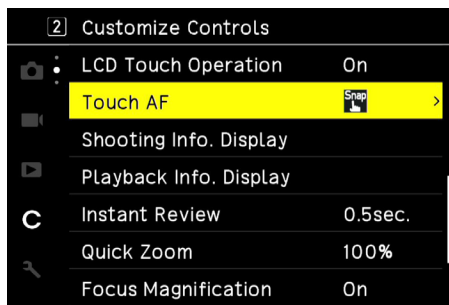 2 Customize Controls
LCD Touch Operation On
Touch AF Snap >
Shooting Info. Display
Playback Info. Display
C Instant Review 0.5sec.
Quick Zoom 100%
Focus Magnification On